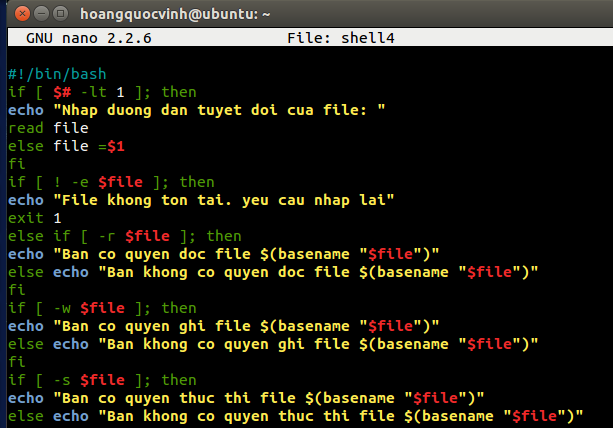 hoangquocvinh@ubuntu: ~
GNU nano 2.2.6 File: shell4
#!/bin/bash
if [ $# -lt 1 ]; then
echo "Nhap duong dan tuyet doi cua file: "
read file
else file =$1
fi
if [ ! -e $file ]; then
echo "File khong ton tai. yeu cau nhap lai"
exit 1
else if [ -r $file ]; then
echo "Ban co quyen doc file $(basename "$file")"
else echo "Ban khong co quyen doc file $(basename "$file")"
fi
if [ -w $file ]; then
echo "Ban co quyen ghi file $(basename "$file")"
else echo "Ban khong co quyen ghi file $(basename "$file")"
fi
if [ -s $file ]; then
echo "Ban co quyen thuc thi file $(basename "$file")"
else echo "Ban khong co quyen thuc thi file $(basename "$file")"